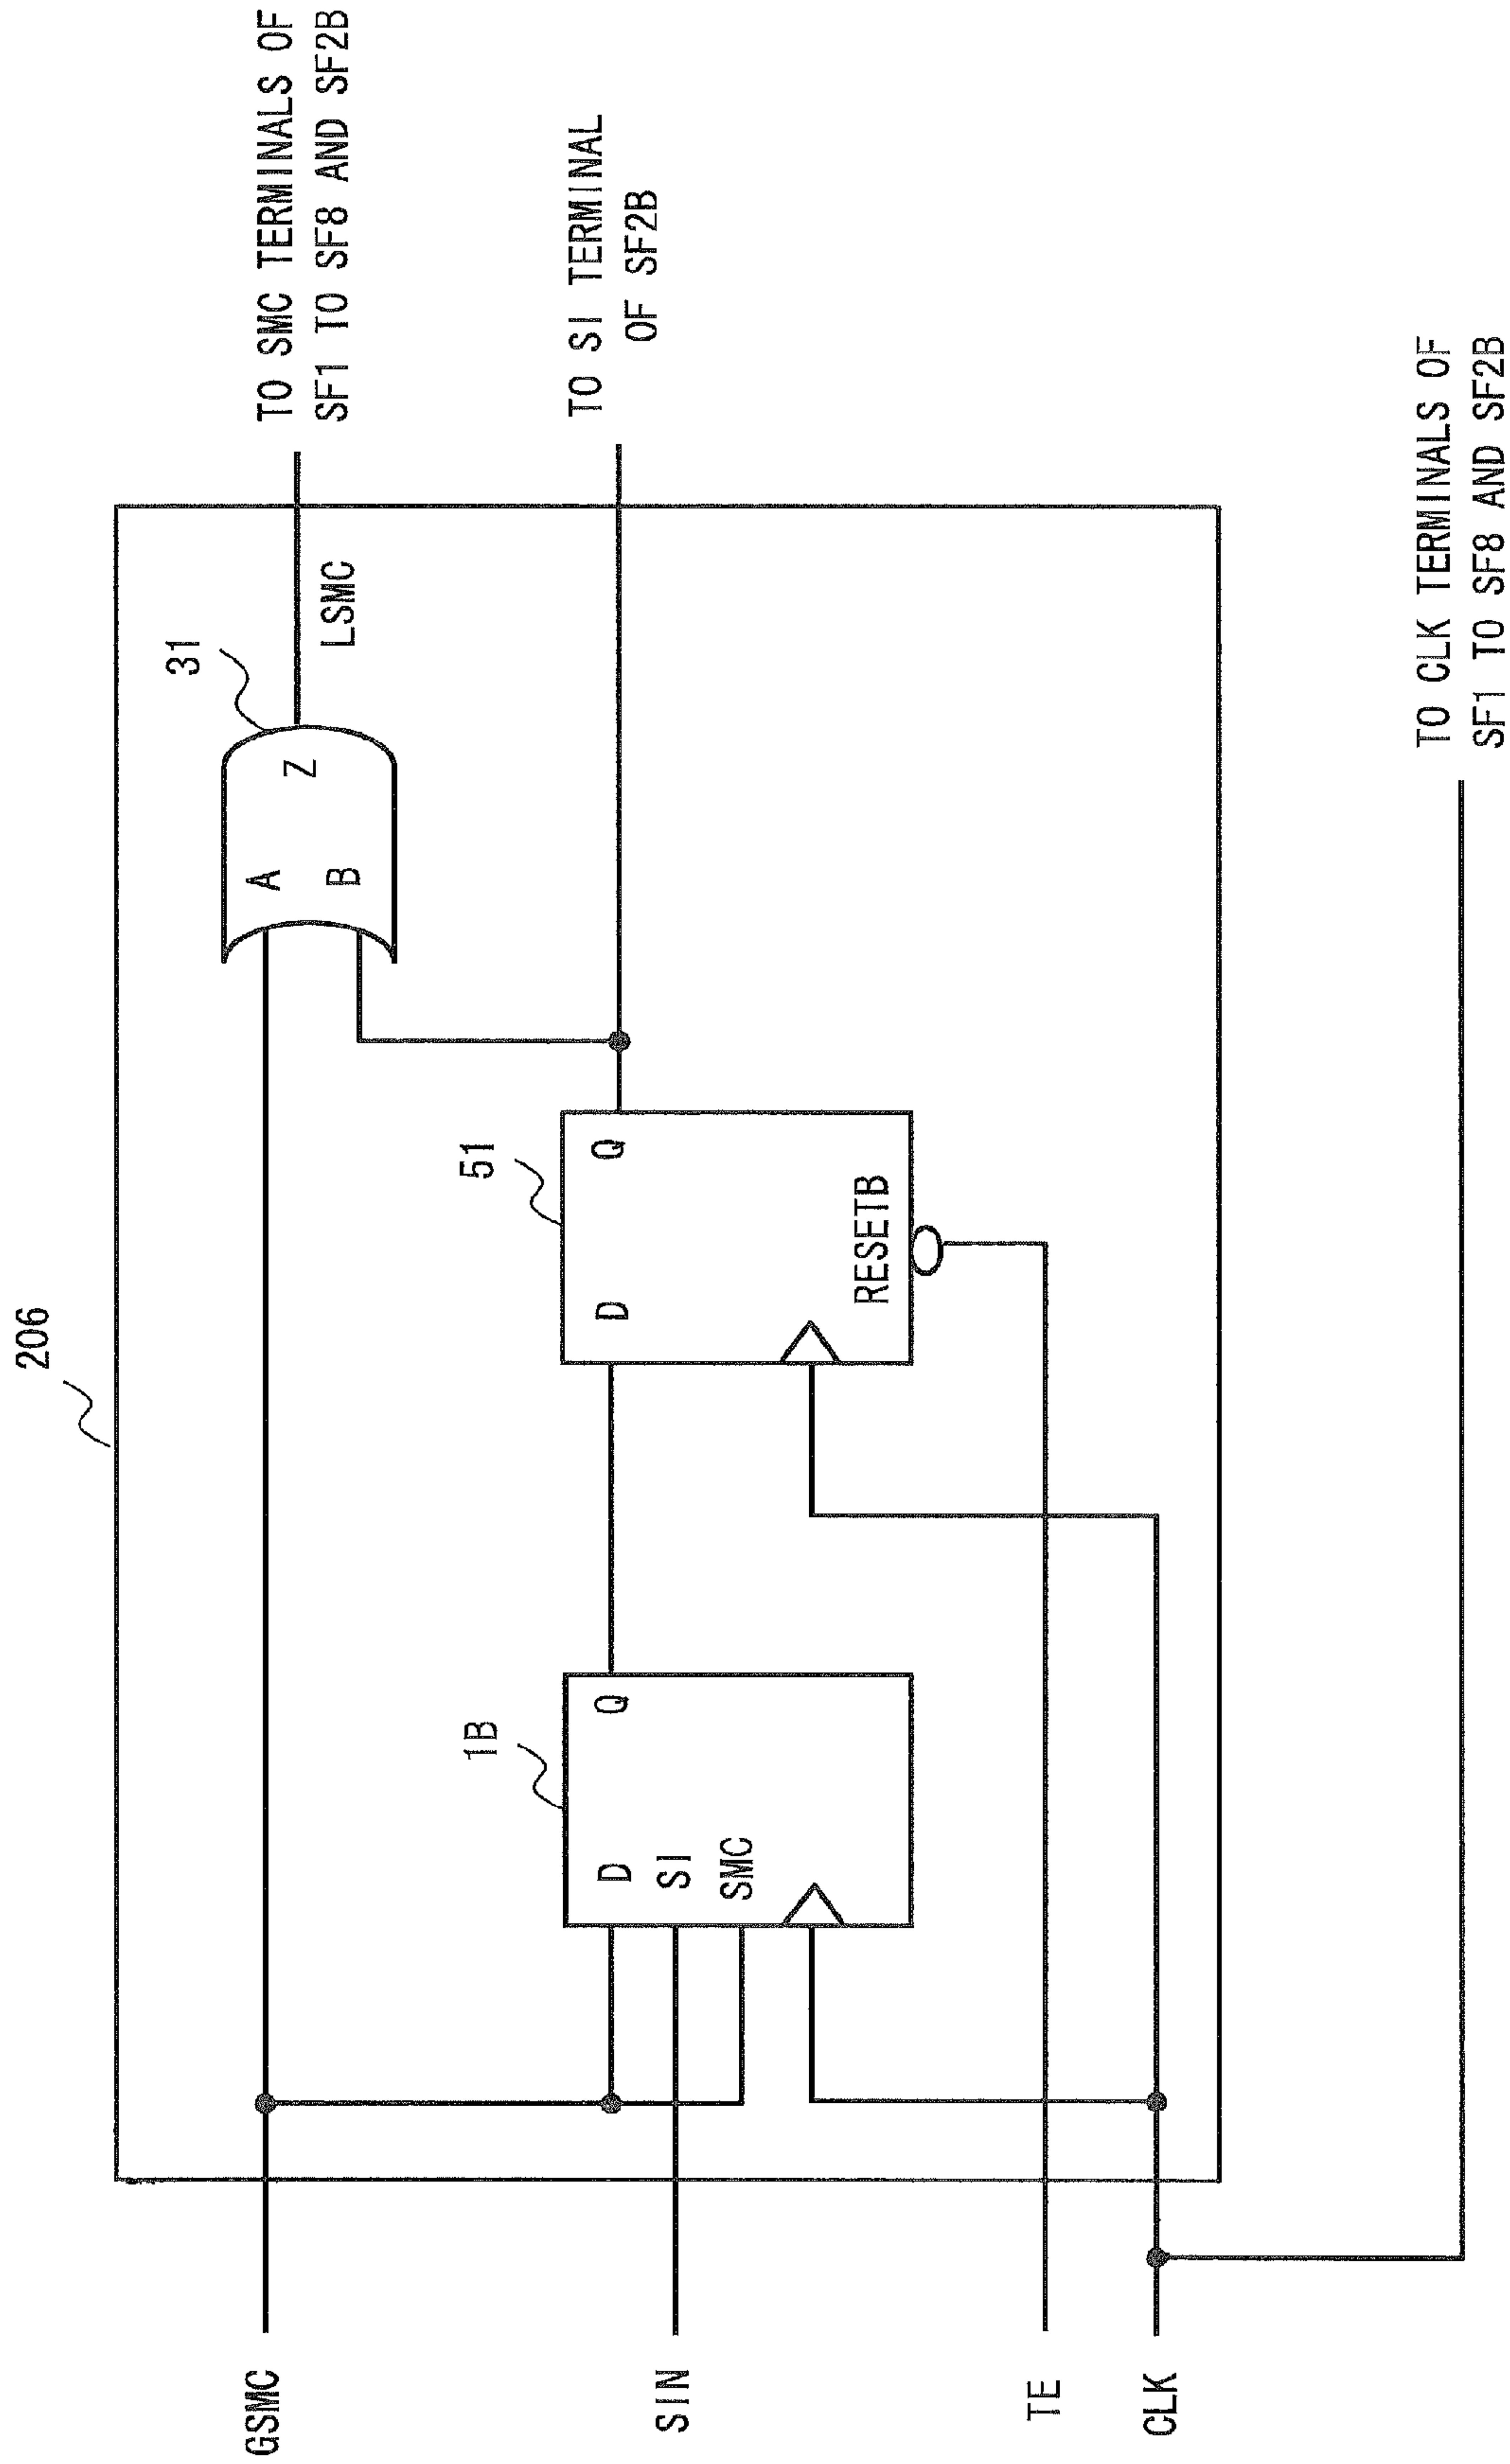 206
GSMC
SIN
TE
CLK
1B
D
SI
SMC
Q
51
D
Q
RESETB
31
A
B
Z
LSMC
TO SMC TERMINALS OF
SF1 TO SF8 AND SF2B
TO SI TERMINAL
OF SF2B
TO CLK TERMINALS OF
SF1 TO SF8 AND SF2B